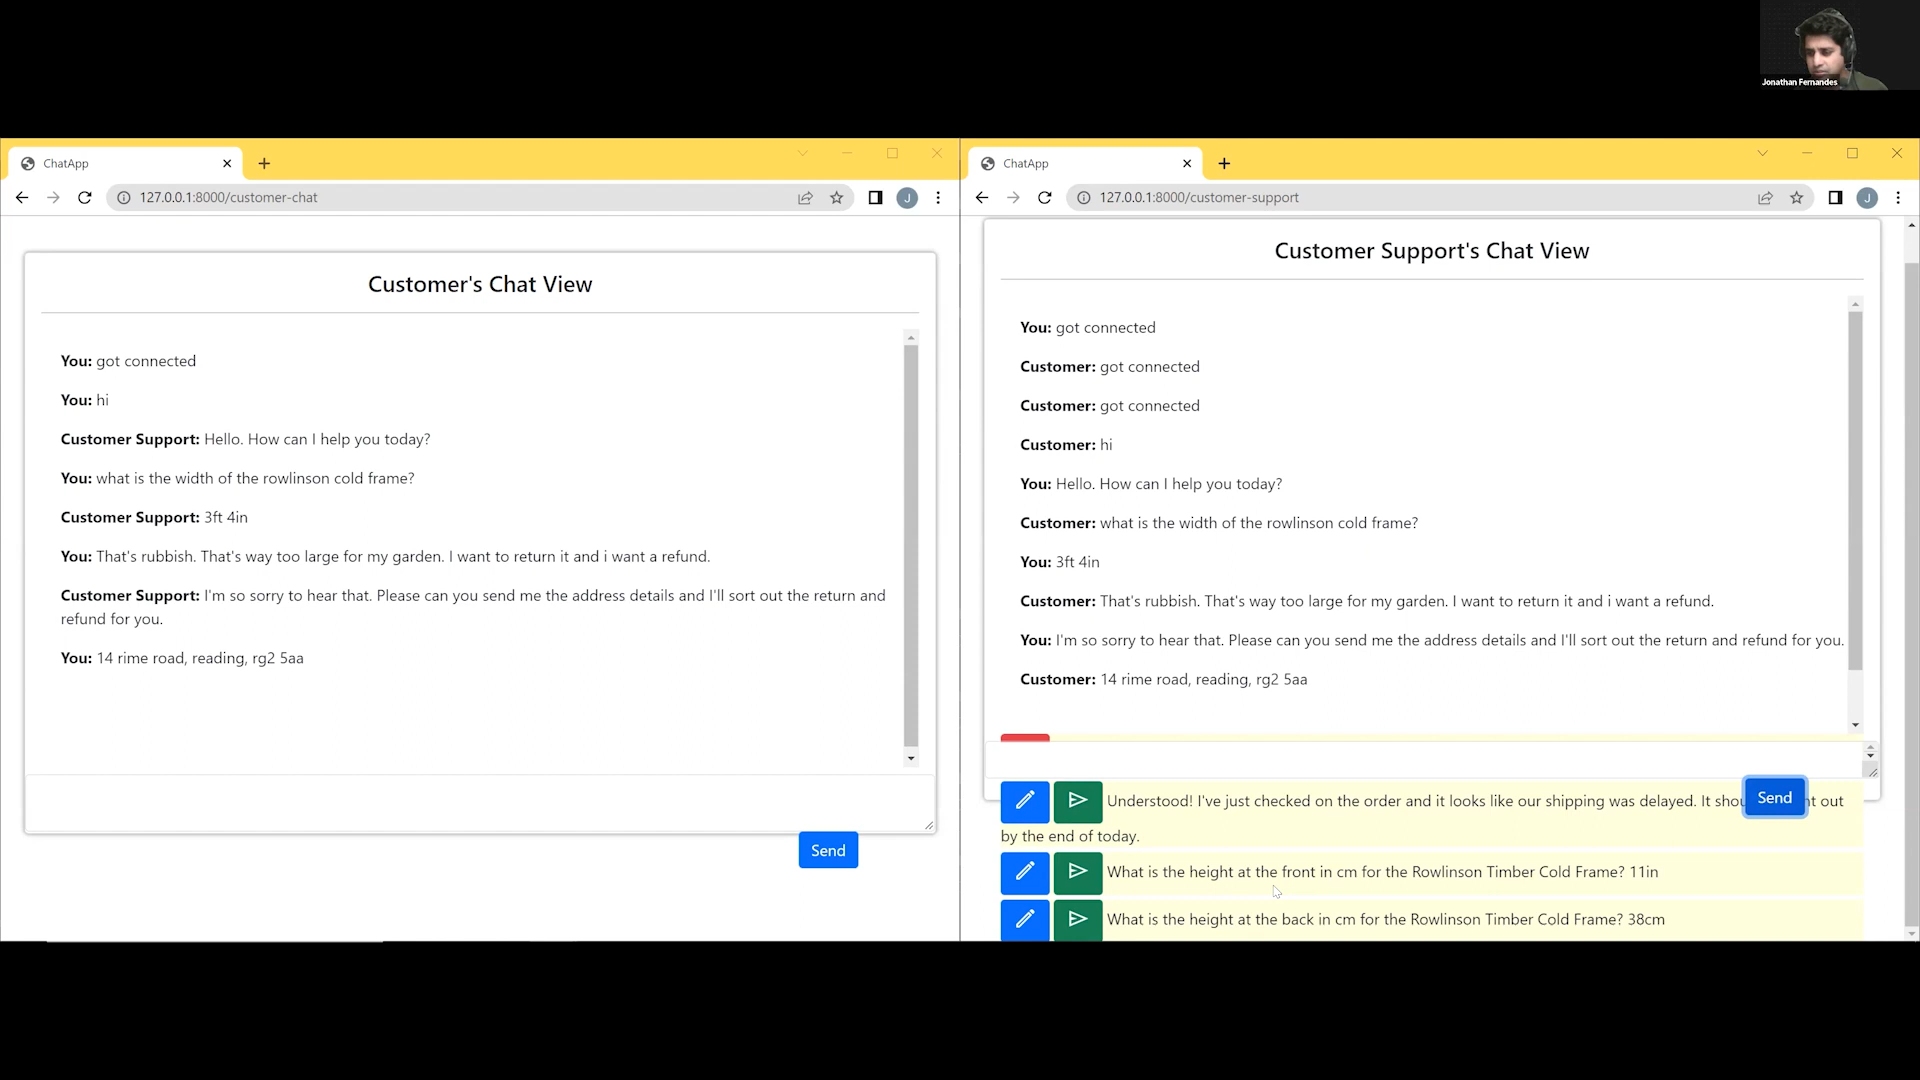 Jonathan Fernandes
ChatApp
127.0.0.1:8000/customer-chat
J
Customer's Chat View
You: got connected
You: hi
Customer Support: Hello. How can I help you today?
You: what is the width of the rowlinson cold frame?
Customer Support: 3ft 4in
You: That's rubbish. That's way too large for my garden. I want to return it and i want a refund.
Customer Support: I'm so sorry to hear that. Please can you send me the address details and I'll sort out the return and
refund for you.
You: 14 rime road, reading, rg2 5aa
Send
ChatApp
127.0.0.1:8000/customer-support
J
Customer Support's Chat View
You: got connected
Customer: got connected
Customer: got connected
Customer: hi
You: Hello. How can I help you today?
Customer: what is the width of the rowlinson cold frame?
You: 3ft 4in
Customer: That's rubbish. That's way too large for my garden. I want to return it and i want a refund.
You: I'm so sorry to hear that. Please can you send me the address details and I'll sort out the return and refund for you.
Customer: 14 rime road, reading, rg2 5aa
Send
Understood! I've just checked on the order and it looks like our shipping was delayed. It out
by the end of today.
What is the height at the front in cm for the Rowlinson Timber Cold Frame? 11in
What is the height at the back in cm for the Rowlinson Timber Cold Frame? 38cm